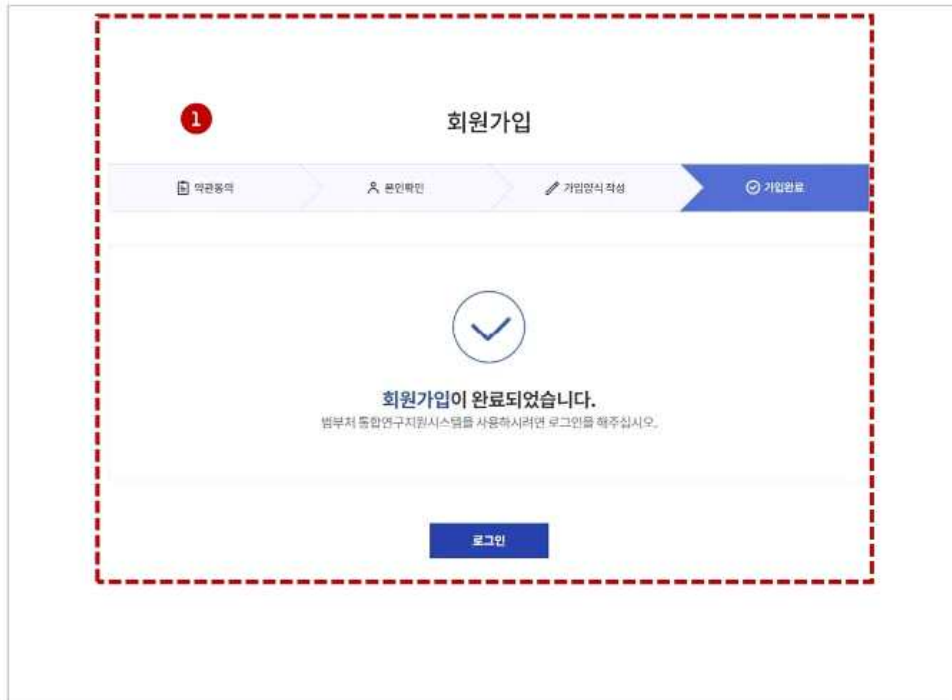 1
회원가입
약관동의
본인확인
가입양식 작성
가입완료
회원가입이 완료되었습니다.
범부처 통합연구지원시스템를 사용하시려면 로그인을 해주십시오.
로그인